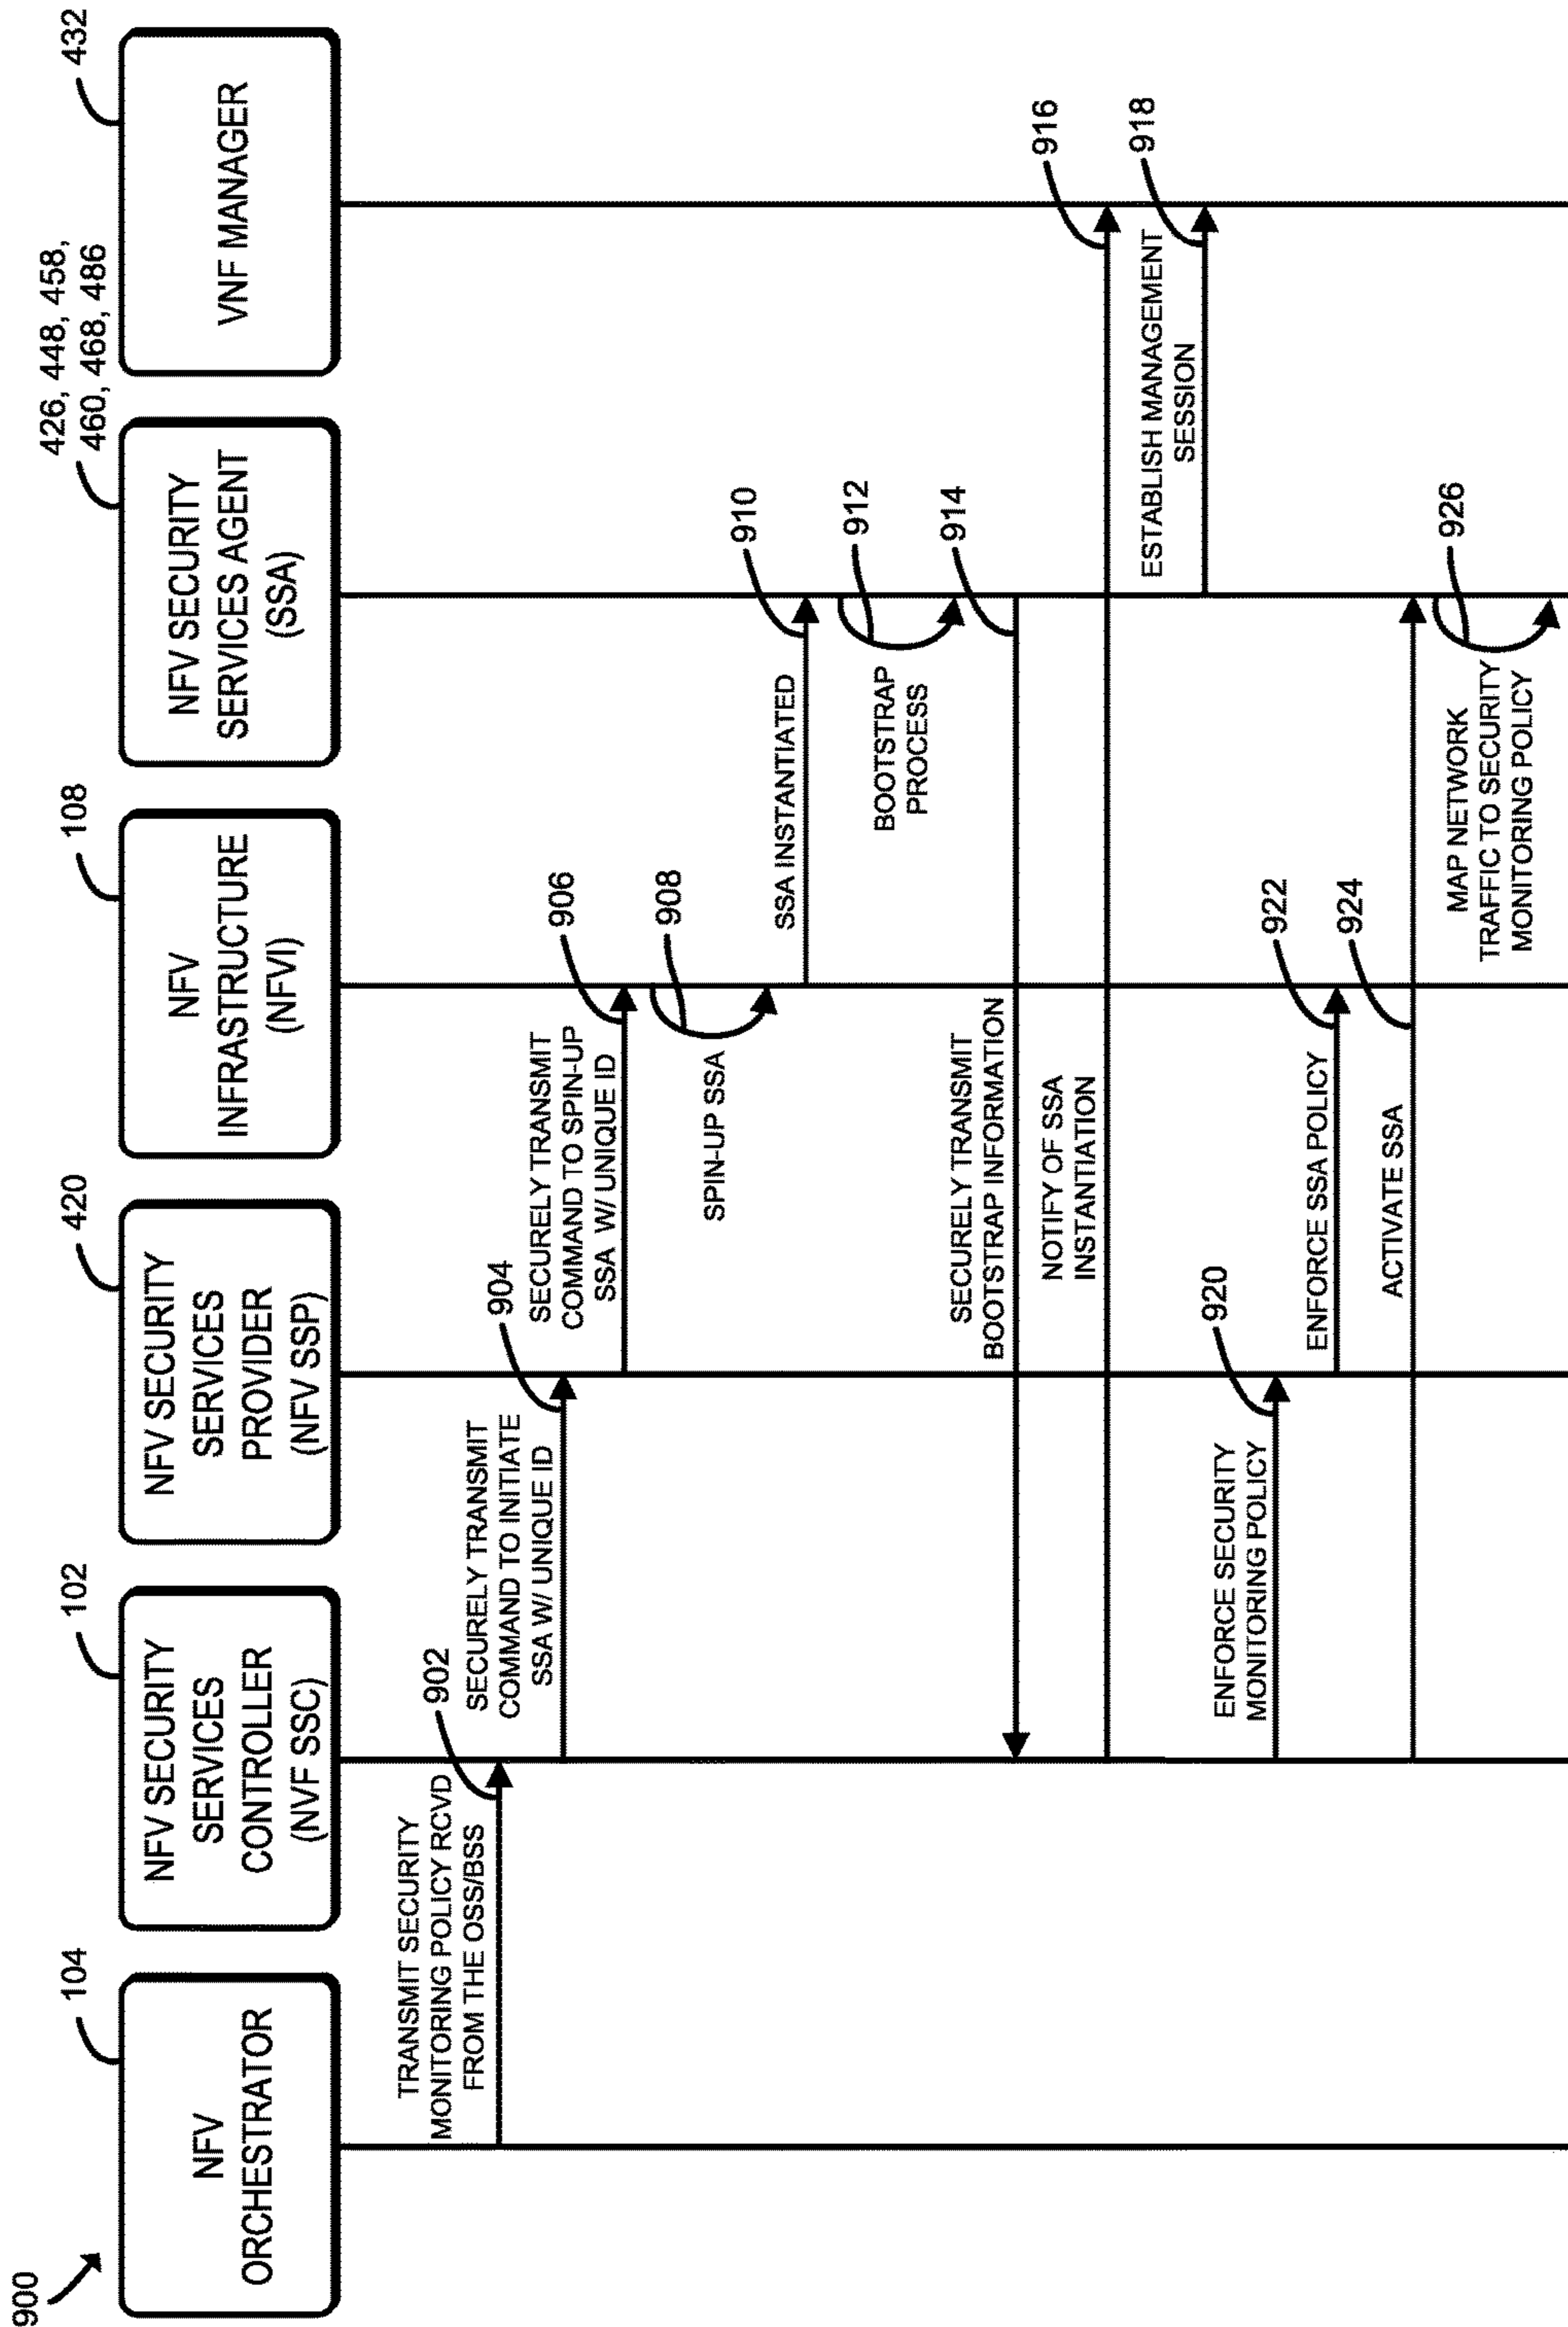 900
104
NFV
ORCHESTRATOR
102
NFV SECURITY
SERVICES
CONTROLLER
(NVF SSC)
420
NFV SECURITY
SERVICES
PROVIDER
(NFV SSP)
108
NFV
INFRASTRUCTURE
(NFVI)
426, 448, 458,
460, 468, 486
NFV SECURITY
SERVICES AGENT
(SSA)
432
VNF MANAGER
TRANSMIT SECURITY
MONITORING POLICY RCVD
FROM THE OSS/BSS
902
SECURELY TRANSMIT
COMMAND TO INITIATE
SSA W/ UNIQUE ID
904
SECURELY TRANSMIT
COMMAND TO SPIN-UP
SSA W/ UNIQUE ID
906
SPIN-UP SSA
908
SSA INSTANTIATED
910
BOOTSTRAP
PROCESS
912
SECURELY TRANSMIT
BOOTSTRAP INFORMATION
914
NOTIFY OF SSA
INSTANTIATION
916
ESTABLISH MANAGEMENT
SESSION
918
ENFORCE SECURITY
MONITORING POLICY
920
ENFORCE SSA POLICY
922
ACTIVATE SSA
924
MAP NETWORK
TRAFFIC TO SECURITY
MONITORING POLICY
926